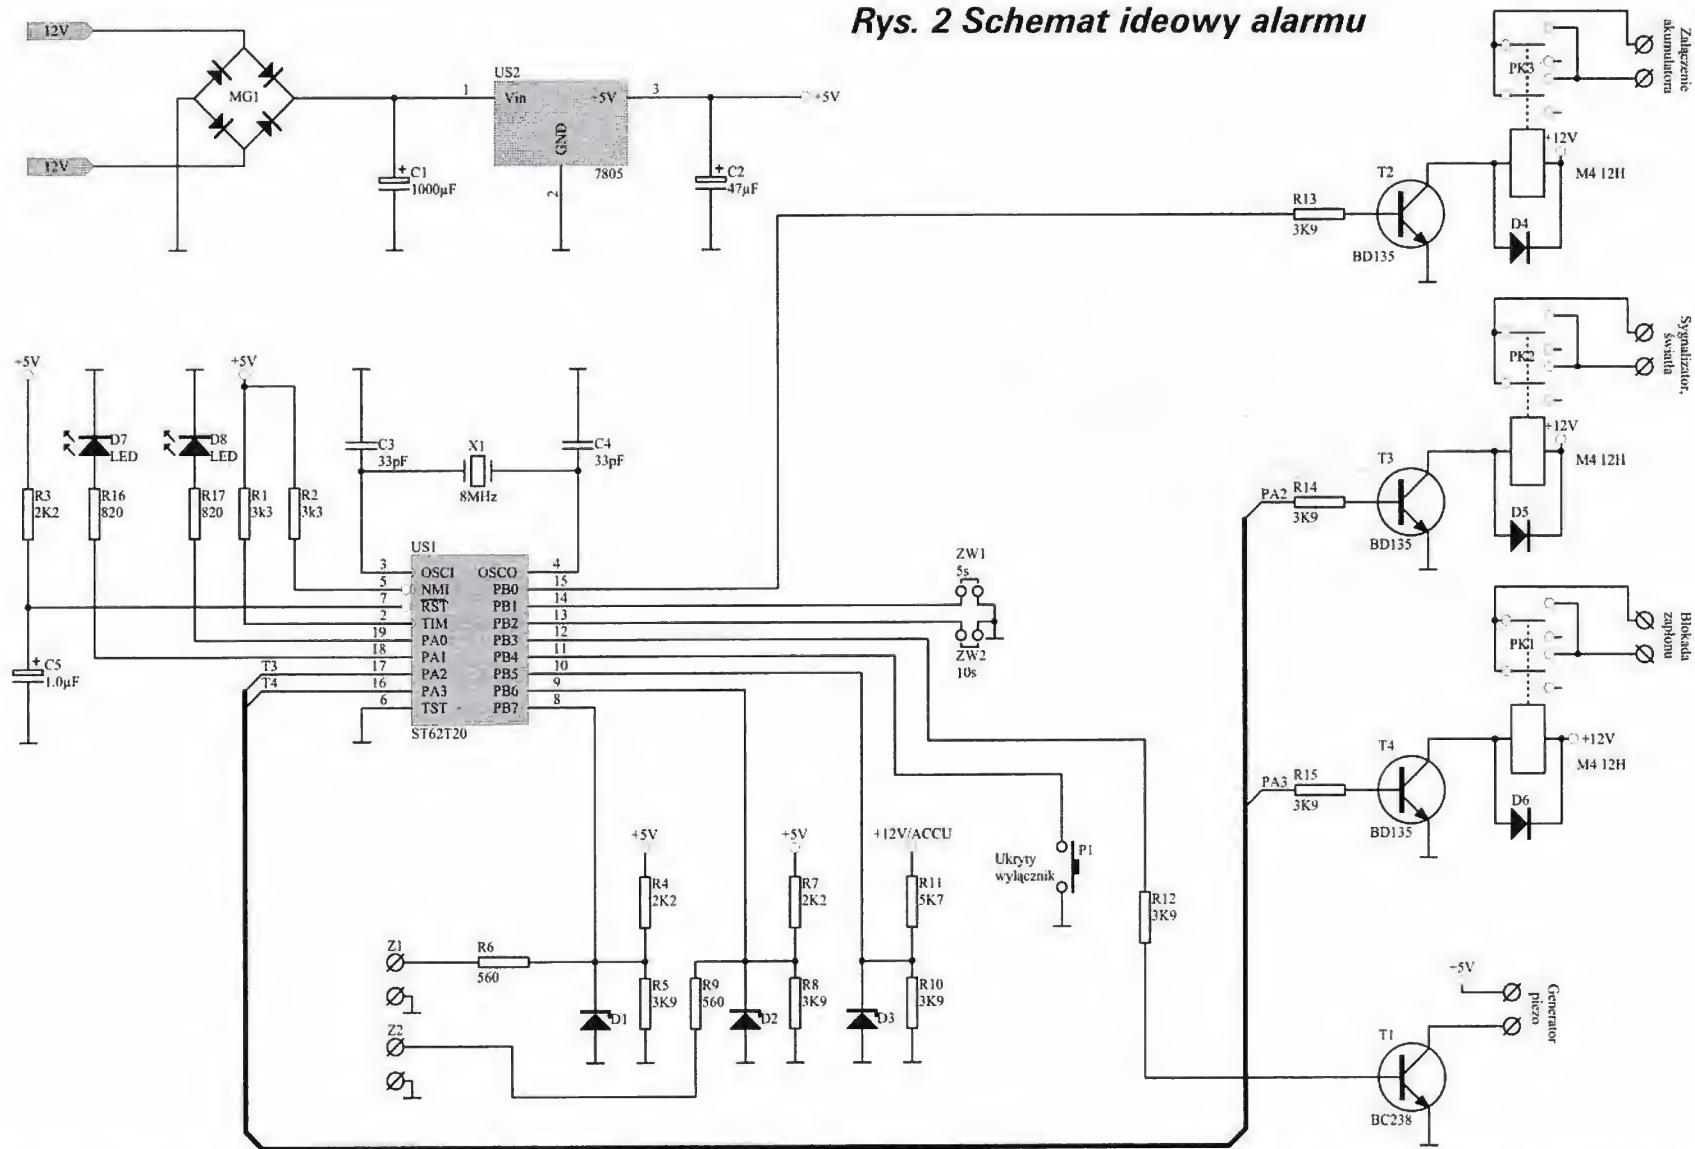 Rys. 2 Schemat ideowy alarmu
12V
12V
MG1
C1
1000µF
US2
1
Vin
+5V
3
GND
2
7805
C2
47µF
+5V
Załączenie
akumulatora
PK3
+12V
M4 12H
T2
R13
3K9
BD135
D4
Sygnalizator,
światła
PK2
+12V
M4 12H
T3
PA2
R14
3K9
BD135
D5
Blokada
zapłonu
PK1
+12V
M4 12H
T4
PA3
R15
3K9
BD135
D6
+5V
R3
2K2
D7
LED
R16
820
D8
LED
R17
820
+5V
R1
3k3
R2
3k3
C3
33pF
X1
8MHz
C4
33pF
C5
1.0µF
US1
3 OSCI OSCO 4
5 NMI PB0 15
7 RST PB1 14
2 TIM PB2 13
19 PA0 PB3 12
18 PA1 PB4 11
T3 17 PA2 PB5 10
T4 16 PA3 PB6 9
6 TST PB7 8
ST62T20
ZW1
5s
ZW2
10s
+5V
R4
2K2
+5V
R7
2K2
+12V/ACCU
R11
5K7
Ukryty
wyłącznik
P1
R12
3K9
Z1
R6
560
R5
3K9
D1
R9
560
D2
R8
3K9
D3
R10
3K9
Z2
+5V
Generator
piezo
T1
BC238